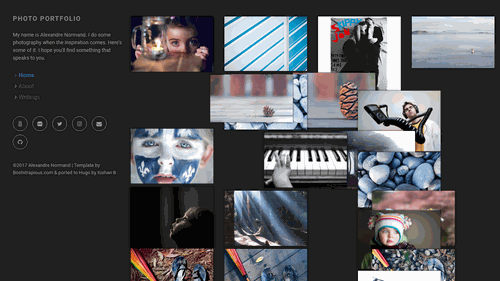 PHOTO PORTFOLIO
My name is Alexandre Normand. I do some
photography when the inspiration comes. Here's
some of it. I hope you'll find something that
speaks to you.
Home
About
Writings
©2017 Alexandre Normand | Template by
Bootstrapious.com & ported to Hugo by Kishan B